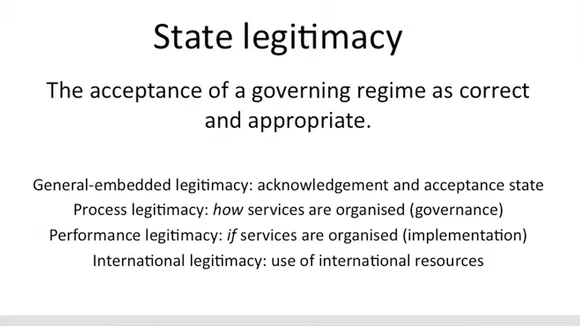 State legitimacy
The acceptance of a governing regime as correct
and appropriate.
General-embedded legitimacy: acknowledgement and acceptance state
Process legitimacy: how services are organised (governance)
Performance legitimacy: if services are organised (implementation)
International legitimacy: use of international resources